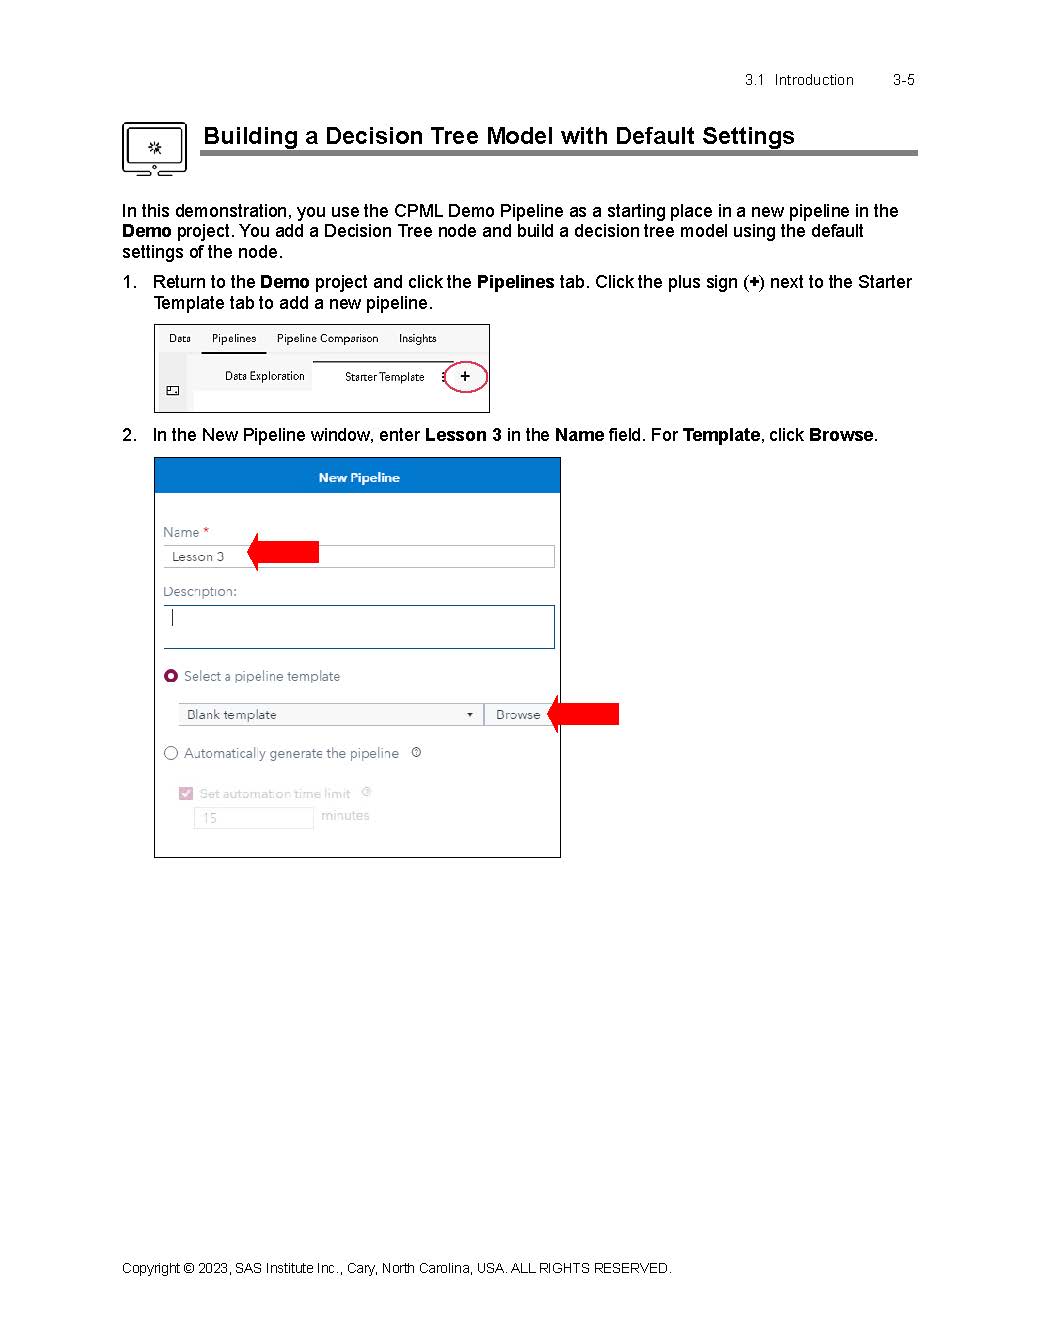 3.1 Introduction 3-5
Building a Decision Tree Model with Default Settings
In this demonstration, you use the CPML Demo Pipeline as a starting place in a new pipeline in the
Demo project. You add a Decision Tree node and build a decision tree model using the default
settings of the node.
1. Return to the Demo project and click the Pipelines tab. Click the plus sign (+) next to the Starter
Template tab to add a new pipeline.
Data Pipelines Pipeline Comparison Insights
Data Exploration Starter Template +
2. In the New Pipeline window, enter Lesson 3 in the Name field. For Template, click Browse.
New Pipeline
Name *
Lesson 3
Description:
Select a pipeline template
Blank template Browse
Automatically generate the pipeline
Set automation time limit
15 minutes
Copyright © 2023, SAS Institute Inc., Cary, North Carolina, USA. ALL RIGHTS RESERVED.